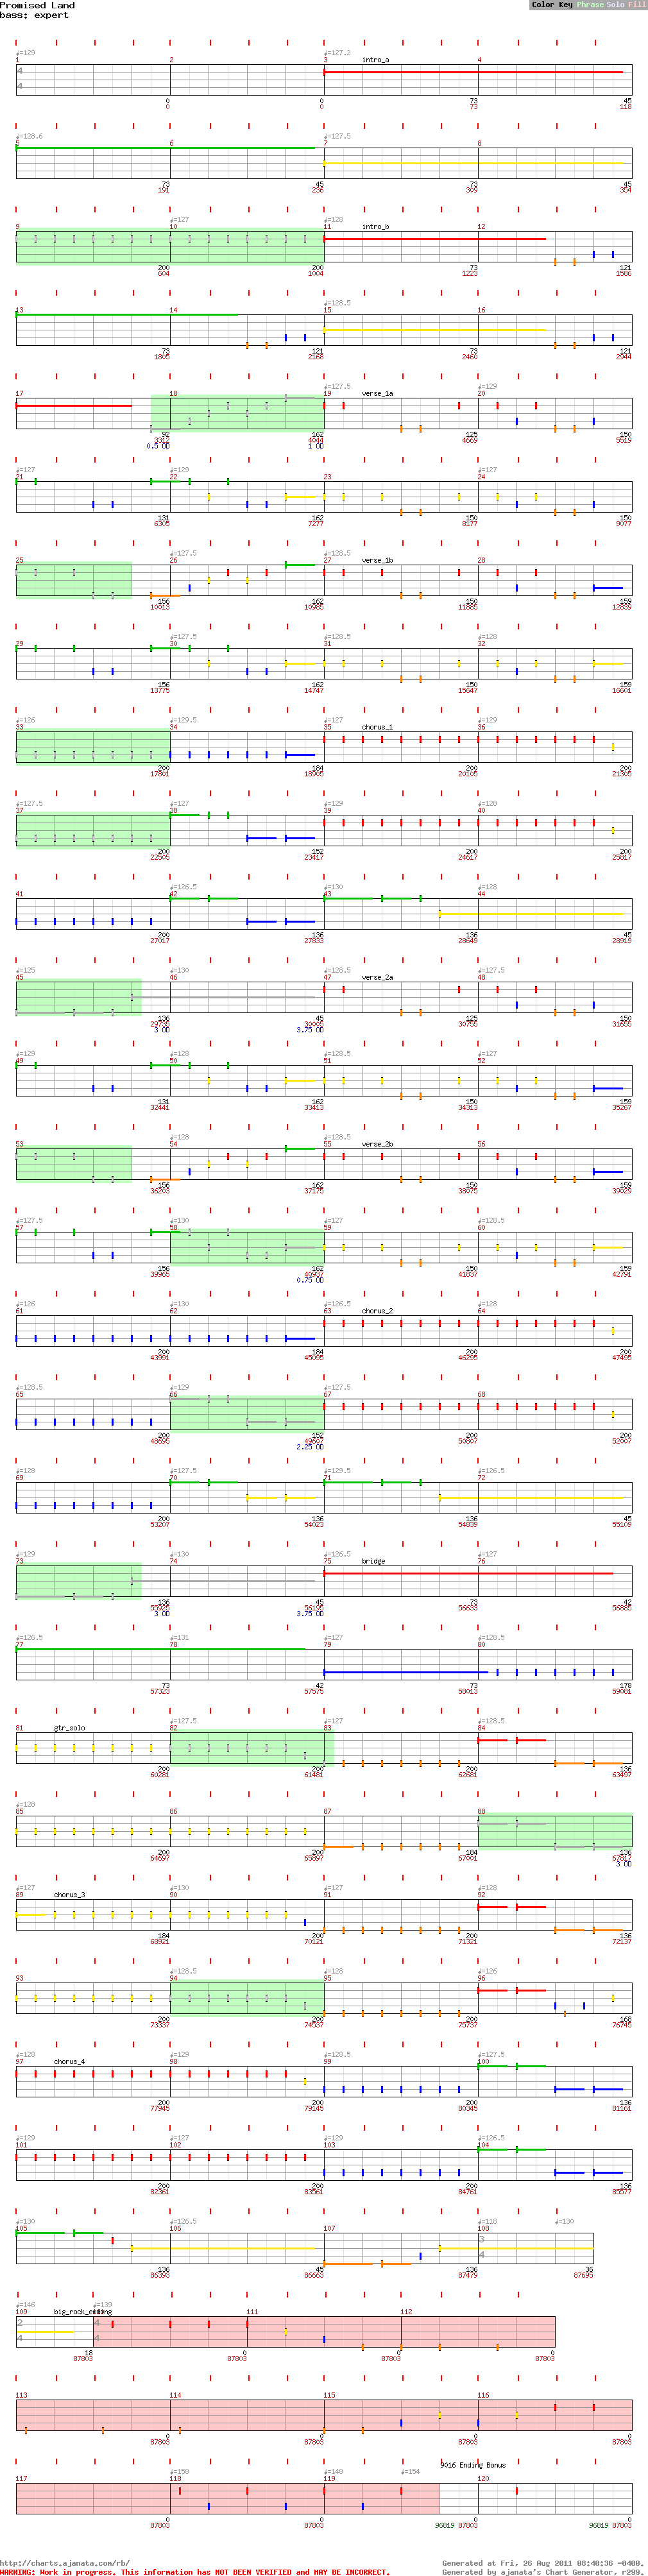 Promised Land
bass: expert
Color Key Phrase Solo Fill
♩=129 ♩=127.2
1 2 3 intro_a 4
4
4
0 0 73 45
0 0 73 118
♩=128.6 ♩=127.5
5 6 7 8
73 45 73 45
191 236 309 354
♩=127 ♩=128
9 10 11 intro_b 12
200 200 73 121
604 1004 1223 1586
♩=128.5
13 14 15 16
73 121 73 121
1805 2168 2460 2944
♩=127.5 ♩=129
17 18 19 verse_1a 20
92 162 125 150
3312 4044 4669 5519
0.5 OD 1 OD
♩=127 ♩=129 ♩=127
21 22 23 24
131 162 150 150
6305 7277 8177 9077
♩=127.5 ♩=128.5
25 26 27 verse_1b 28
156 162 150 159
10013 10985 11885 12839
♩=127.5 ♩=128.5 ♩=128
29 30 31 32
156 162 150 159
13775 14747 15647 16601
♩=126 ♩=129.5 ♩=127 ♩=129
33 34 35 chorus_1 36
200 184 200 200
17801 18905 20105 21305
♩=127.5 ♩=127 ♩=129 ♩=128
37 38 39 40
200 152 200 200
22505 23417 24617 25817
♩=126.5 ♩=130 ♩=128
41 42 43 44
200 136 136 45
27017 27833 28649 28919
♩=125 ♩=130 ♩=128.5 ♩=127.5
45 46 47 verse_2a 48
136 45 125 150
29735 30005 30755 31655
3 OD 3.75 OD
♩=129 ♩=128 ♩=128.5 ♩=127
49 50 51 52
131 162 150 159
32441 33413 34313 35267
♩=128 ♩=128.5
53 54 55 verse_2b 56
156 162 150 159
36203 37175 38075 39029
♩=127.5 ♩=130 ♩=127 ♩=128.5
57 58 59 60
156 162 150 159
39965 40937 41837 42791
0.75 OD
♩=126 ♩=130 ♩=126.5 ♩=128
61 62 63 chorus_2 64
200 184 200 200
43991 45095 46295 47495
♩=128.5 ♩=129 ♩=127.5
65 66 67 68
200 152 200 200
48695 49607 50807 52007
2.25 OD
♩=128 ♩=127.5 ♩=129.5 ♩=126.5
69 70 71 72
200 136 136 45
53207 54023 54839 55109
♩=129 ♩=130 ♩=126.5 ♩=127
73 74 75 bridge 76
136 45 73 42
55925 56195 56633 56885
3 OD 3.75 OD
♩=126.5 ♩=131 ♩=127 ♩=128.5
77 78 79 80
73 42 73 178
57323 57575 58013 59081
♩=127.5 ♩=127 ♩=128.5
81 gtr_solo 82 83 84
200 200 200 136
60281 61481 62681 63497
♩=128
85 86 87 88
200 200 184 136
64697 65897 67001 67817
3 OD
♩=127 ♩=130 ♩=127 ♩=128
89 chorus_3 90 91 92
184 200 200 136
68921 70121 71321 72137
♩=128.5 ♩=128 ♩=126
93 94 95 96
200 200 200 168
73337 74537 75737 76745
♩=128 ♩=129 ♩=128.5 ♩=127.5
97 chorus_4 98 99 100
200 200 200 136
77945 79145 80345 81161
♩=129 ♩=127 ♩=129 ♩=126.5
101 102 103 104
200 200 200 136
82361 83561 84761 85577
♩=130 ♩=126.5 ♩=118 ♩=130
105 106 107 108
3
4
136 45 136 36
86393 86663 87479 87695
♩=146 ♩=139
109 big_rock_ending 111 112
2 4
4 4
18 0 0 0
87803 87803 87803 87803
113 114 115 116
0 0 0 0
87803 87803 87803 87803
♩=158 ♩=148 ♩=154 9016 Ending Bonus
117 118 119 120
0 0 0 0
87803 87803 96819 87803 96819 87803
http://charts.ajanata.com/rb/
Generated at Fri, 26 Aug 2011 08:40:36 -0400.
WARNING: Work in progress. This information has NOT BEEN VERIFIED and MAY BE INCORRECT.
Generated by ajanata's Chart Generator, r299.